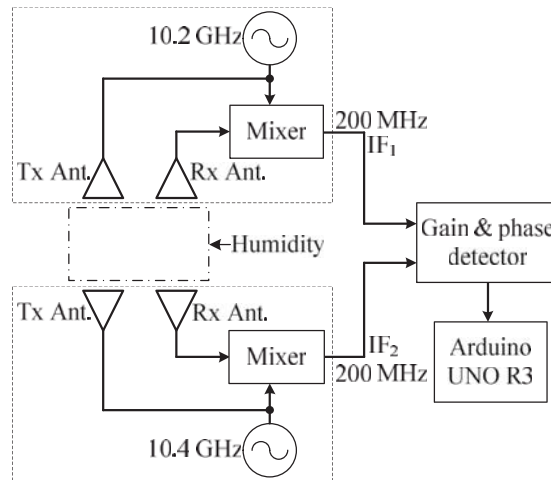 10.2 GHz
Mixer
200 MHz
IF1
Tx Ant.
Rx Ant.
Humidity
Gain & phase
detector
Tx Ant.
Rx Ant.
Mixer
IF2
200 MHz
Arduino
UNO R3
10.4 GHz